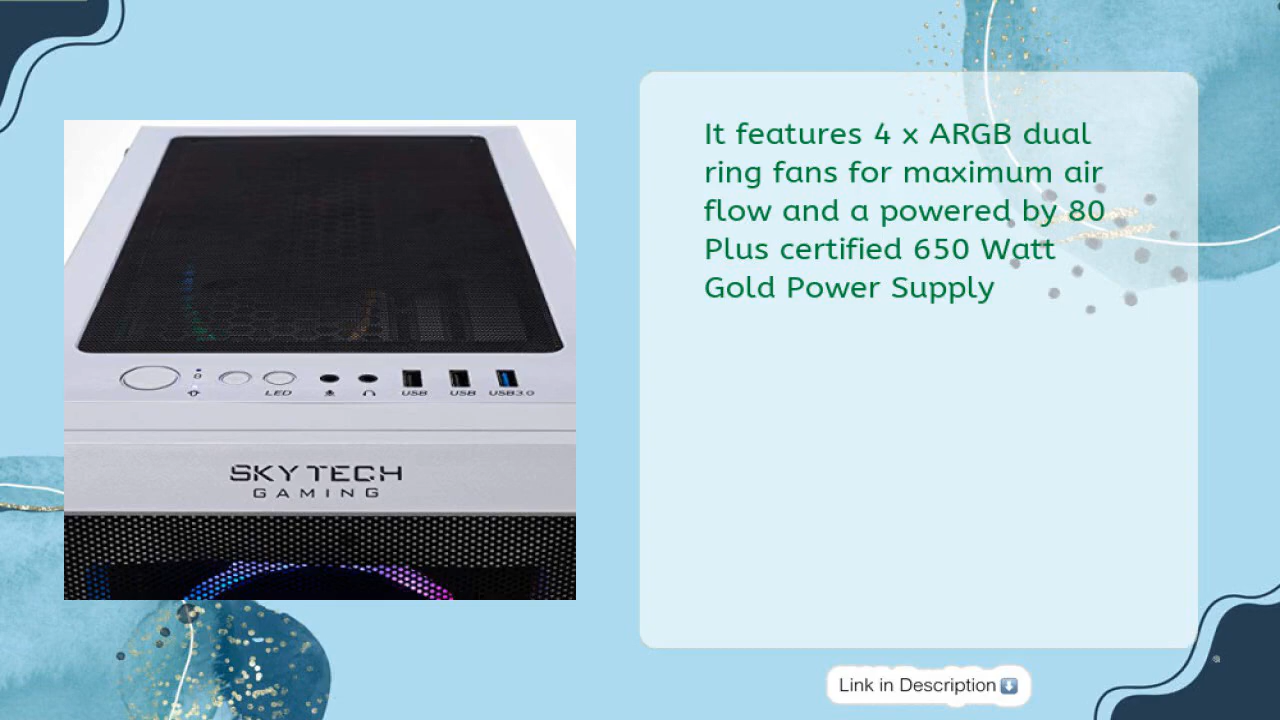 It features 4 x ARGB dual
ring fans for maximum air
flow and a powered by 80
Plus certified 650 Watt
Gold Power Supply
LED
USB
USB
USB3.0
SKYTECH
GAMING
Link in Description